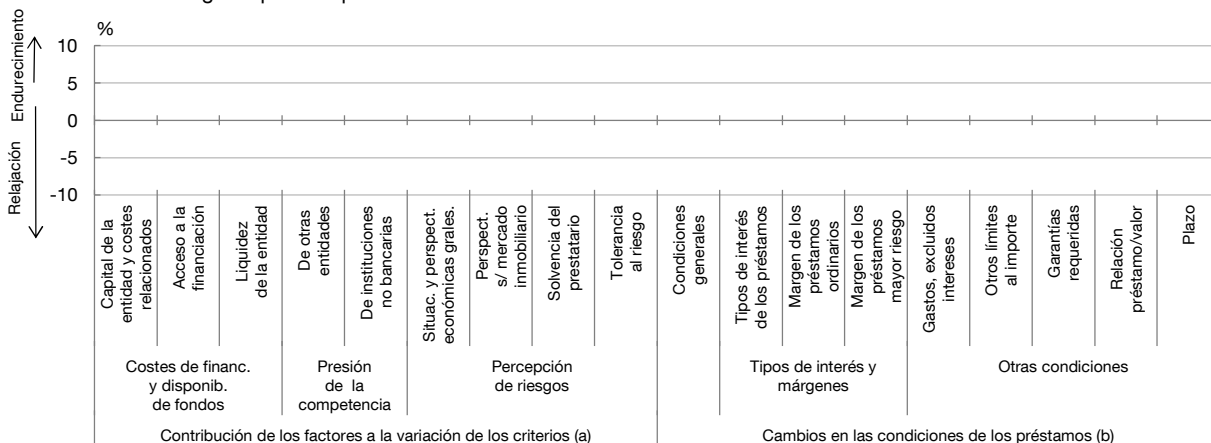 %
Endurecimiento
Relajación
10
5
0
-5
-10
Capital de la
entidad y costes
relacionados
Acceso a la
financiación
Liquidez
de la entidad
De otras
entidades
De instituciones
no bancarias
Situac. y perspect.
económicas grales.
Perspect.
s/ mercado
inmobiliario
Solvencia del
prestatario
Tolerancia
al riesgo
Condiciones
generales
Tipos de interés
de los préstamos
Margen de los
préstamos
ordinarios
Margen de los
préstamos
mayor riesgo
Gastos, excluidos
intereses
Otros límites
al importe
Garantías
requeridas
Relación
préstamo/valor
Plazo
Costes de financ.
y disponib.
de fondos
Presión
de la
competencia
Percepción
de riesgos
Tipos de interés y
márgenes
Otras condiciones
Contribución de los factores a la variación de los criterios (a)
Cambios en las condiciones de los préstamos (b)